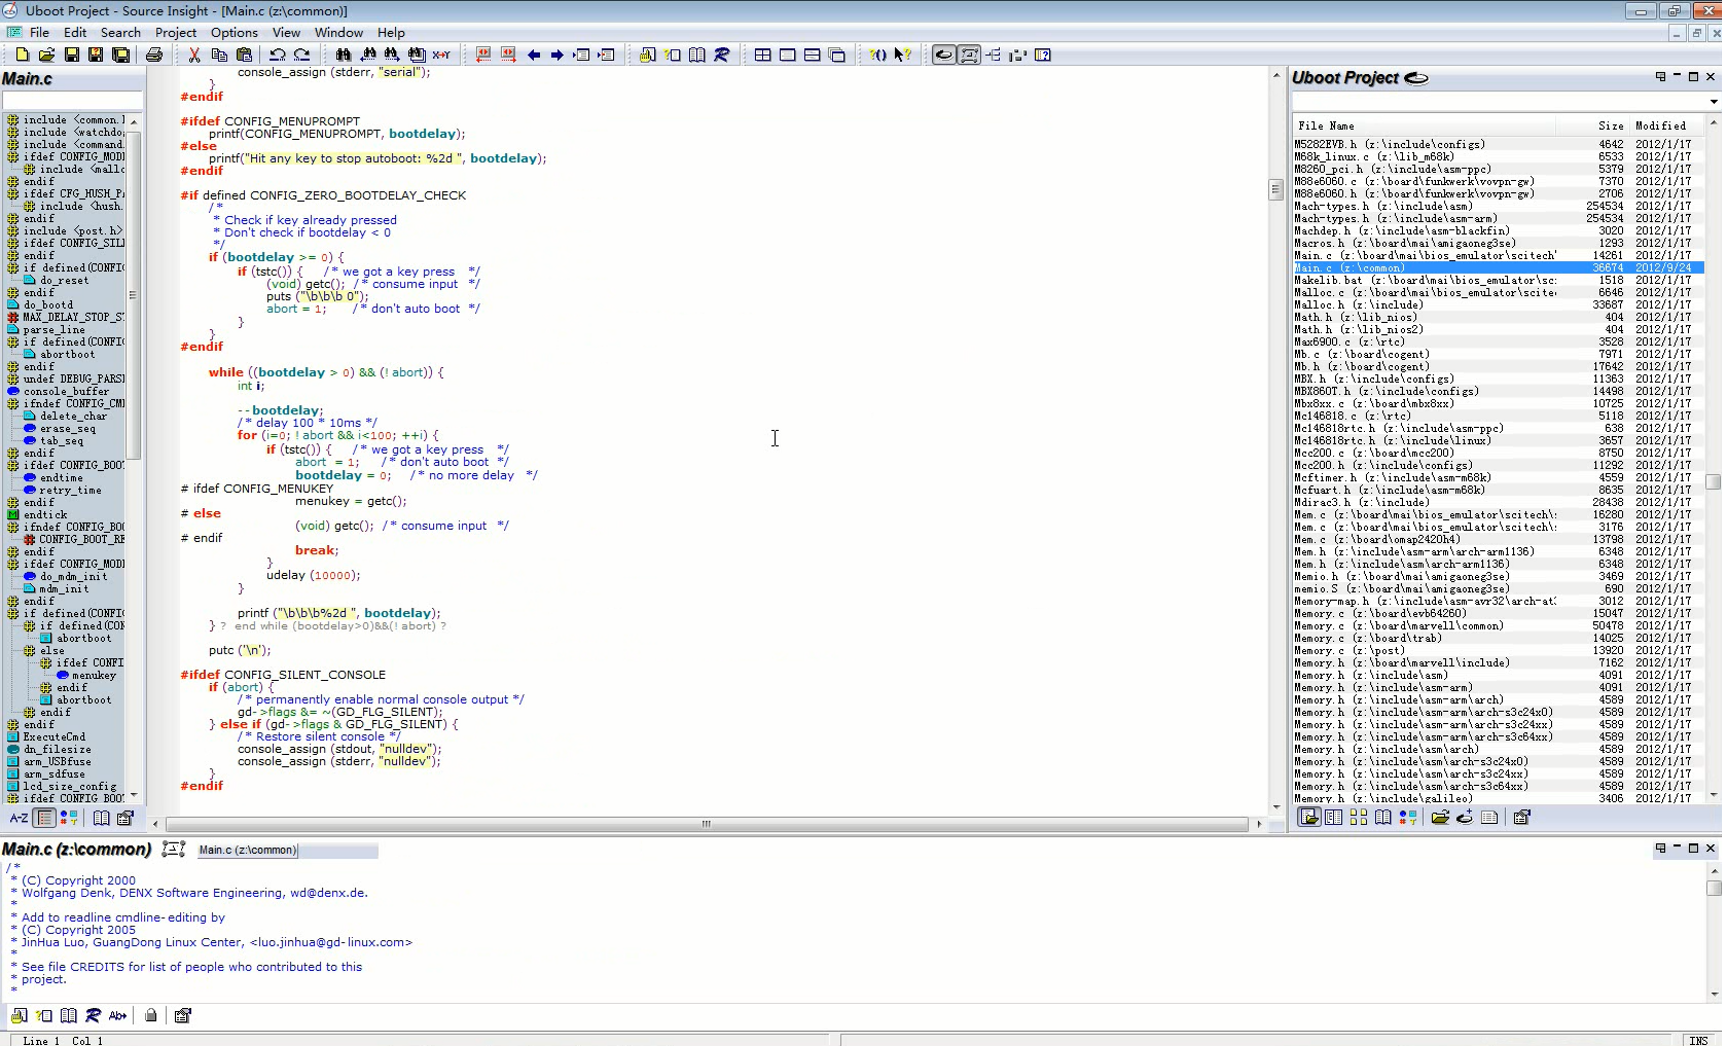 Uboot Project - Source Insight - [Main.c (z:\common)]
File Edit Search Project Options View Window Help
Main.c
include <common.h
include <watchdo
include <command
ifdef CONFIG_MODI
include <mallo
endif
ifdef CFG_HUSH_PA
include <hush.
endif
include <post.h>
ifdef CONFIG_SIL
endif
if defined(CONFI
do_reset
endif
do_bootd
MAX_DELAY_STOP_ST
parse_line
if defined(CONFI
abortboot
endif
undef DEBUG_PARS
console_buffer
ifndef CONFIG_CM
delete_char
erase_seq
tab_seq
endif
ifdef CONFIG_BOO
endtime
retry_time
endif
endtick
ifndef CONFIG_BO
CONFIG_BOOT_RE
endif
ifdef CONFIG_MOD
do_mdm_init
mdm_init
endif
if defined(CONFI
if defined(CO
abortboot
else
ifdef CONFI
menukey
endif
abortboot
endif
endif
ExecuteCmd
dn_filesize
arm_USBfuse
arm_sdfuse
lcd_size_config
ifdef CONFIG_BOO
A-Z
console_assign (stderr, "serial");
}
#endif
#ifdef CONFIG_MENUPROMPT
printf(CONFIG_MENUPROMPT, bootdelay);
#else
printf("Hit any key to stop autoboot: %2d ", bootdelay);
#endif
#if defined CONFIG_ZERO_BOOTDELAY_CHECK
/*
* Check if key already pressed
* Don't check if bootdelay < 0
*/
if (bootdelay >= 0) {
if (tstc()) { /* we got a key press */
(void) getc(); /* consume input */
puts ("\b\b\b 0");
abort = 1; /* don't auto boot */
}
}
#endif
while ((bootdelay > 0) && (! abort)) {
int i;
--bootdelay;
/* delay 100 * 10ms */
for (i=0; ! abort && i<100; ++i) {
if (tstc()) { /* we got a key press */
abort = 1; /* don't auto boot */
bootdelay = 0; /* no more delay */
# ifdef CONFIG_MENUKEY
menukey = getc();
# else
(void) getc(); /* consume input */
# endif
break;
}
udelay (10000);
}
printf ("\b\b\b%2d ", bootdelay);
} ? end while (bootdelay>0)&&(! abort) ?
putc ('\n');
#ifdef CONFIG_SILENT_CONSOLE
if (abort) {
/* permanently enable normal console output */
gd->flags &= ~(GD_FLG_SILENT);
} else if (gd->flags & GD_FLG_SILENT) {
/* Restore silent console */
console_assign (stdout, "nulldev");
console_assign (stderr, "nulldev");
}
#endif
Uboot Project
File Name Size Modified
M5282EVB.h (z:\include\configs) 4642 2012/1/17
M68k_linux.c (z:\lib_m68k) 6533 2012/1/17
M8260_pci.h (z:\include\asm-ppc) 5379 2012/1/17
M88e6060.c (z:\board\funkwerk\vovpn-gw) 7370 2012/1/17
M88e6060.h (z:\board\funkwerk\vovpn-gw) 2706 2012/1/17
Mach-types.h (z:\include\asm) 254534 2012/1/17
Mach-types.h (z:\include\asm-arm) 254534 2012/1/17
Machdep.h (z:\include\asm-blackfin) 3020 2012/1/17
Macros.h (z:\board\mai\amigaoneg3se) 1293 2012/1/17
Main.c (z:\board\mai\bios_emulator\scitech\ 14261 2012/1/17
Main.c (z:\common) 36674 2012/9/24
Makelib.bat (z:\board\mai\bios_emulator\sc: 1518 2012/1/17
Malloc.c (z:\board\mai\bios_emulator\scite 6646 2012/1/17
Malloc.h (z:\include) 33687 2012/1/17
Math.h (z:\lib_nios) 404 2012/1/17
Math.h (z:\lib_nios2) 404 2012/1/17
Max6900.c (z:\rtc) 3528 2012/1/17
Mb.c (z:\board\cogent) 7971 2012/1/17
Mb.h (z:\board\cogent) 17642 2012/1/17
MBX.h (z:\include\configs) 11363 2012/1/17
MBX860T.h (z:\include\configs) 14498 2012/1/17
Mbx8xx.c (z:\board\mbx8xx) 10725 2012/1/17
Mc146818.c (z:\rtc) 5118 2012/1/17
Mc146818rtc.h (z:\include\asm-ppc) 638 2012/1/17
Mc146818rtc.h (z:\include\linux) 3657 2012/1/17
Mcc200.c (z:\board\mcc200) 8750 2012/1/17
Mcc200.h (z:\include\configs) 11292 2012/1/17
Mcftimer.h (z:\include\asm-m68k) 4559 2012/1/17
Mcfuart.h (z:\include\asm-m68k) 8635 2012/1/17
Mdirac3.h (z:\include) 28438 2012/1/17
Mem.c (z:\board\mai\bios_emulator\scitech\: 16280 2012/1/17
Mem.c (z:\board\mai\bios_emulator\scitech\: 3176 2012/1/17
Mem.c (z:\board\omap2420h4) 13798 2012/1/17
Mem.h (z:\include\asm-arm\arch-arm1136) 6348 2012/1/17
Mem.h (z:\include\asm\arch-arm1136) 6348 2012/1/17
Memio.h (z:\board\mai\amigaoneg3se) 3469 2012/1/17
memio.S (z:\board\mai\amigaoneg3se) 690 2012/1/17
Memory-map.h (z:\include\asm-avr32\arch-at3 3012 2012/1/17
Memory.c (z:\board\evb64260) 15047 2012/1/17
Memory.c (z:\board\marvell\common) 50478 2012/1/17
Memory.c (z:\board\trab) 14025 2012/1/17
Memory.c (z:\post) 13920 2012/1/17
Memory.h (z:\board\marvell\include) 7162 2012/1/17
Memory.h (z:\include\asm) 4091 2012/1/17
Memory.h (z:\include\asm-arm) 4091 2012/1/17
Memory.h (z:\include\asm-arm\arch) 4589 2012/1/17
Memory.h (z:\include\asm-arm\arch-s3c24x0) 4589 2012/1/17
Memory.h (z:\include\asm-arm\arch-s3c24xx) 4589 2012/1/17
Memory.h (z:\include\asm-arm\arch-s3c64xx) 4589 2012/1/17
Memory.h (z:\include\asm\arch) 4589 2012/1/17
Memory.h (z:\include\asm\arch-s3c24x0) 4589 2012/1/17
Memory.h (z:\include\asm\arch-s3c24xx) 4589 2012/1/17
Memory.h (z:\include\asm\arch-s3c64xx) 4589 2012/1/17
Memory.h (z:\include\galileo) 3406 2012/1/17
Main.c (z:\common) Main.c (z:\common)
/*
* (C) Copyright 2000
* Wolfgang Denk, DENX Software Engineering, wd@denx.de.
*
* Add to readline cmdline-editing by
* (C) Copyright 2005
* JinHua Luo, GuangDong Linux Center, <luo.jinhua@gd-linux.com>
*
* See file CREDITS for list of people who contributed to this
* project.
*
Line 1 Col 1 INS